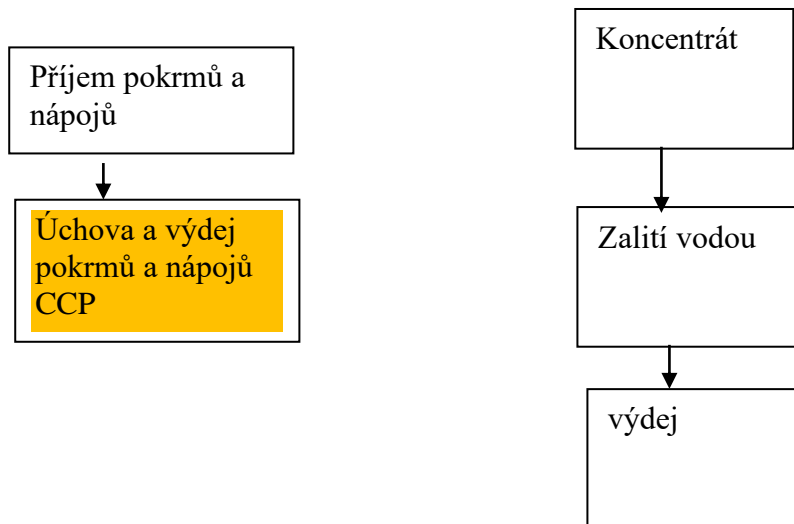 Příjem pokrmů a
nápojů
Úchova a výdej
pokrmů a nápojů
CCP
Koncentrát
Zalití vodou
výdej